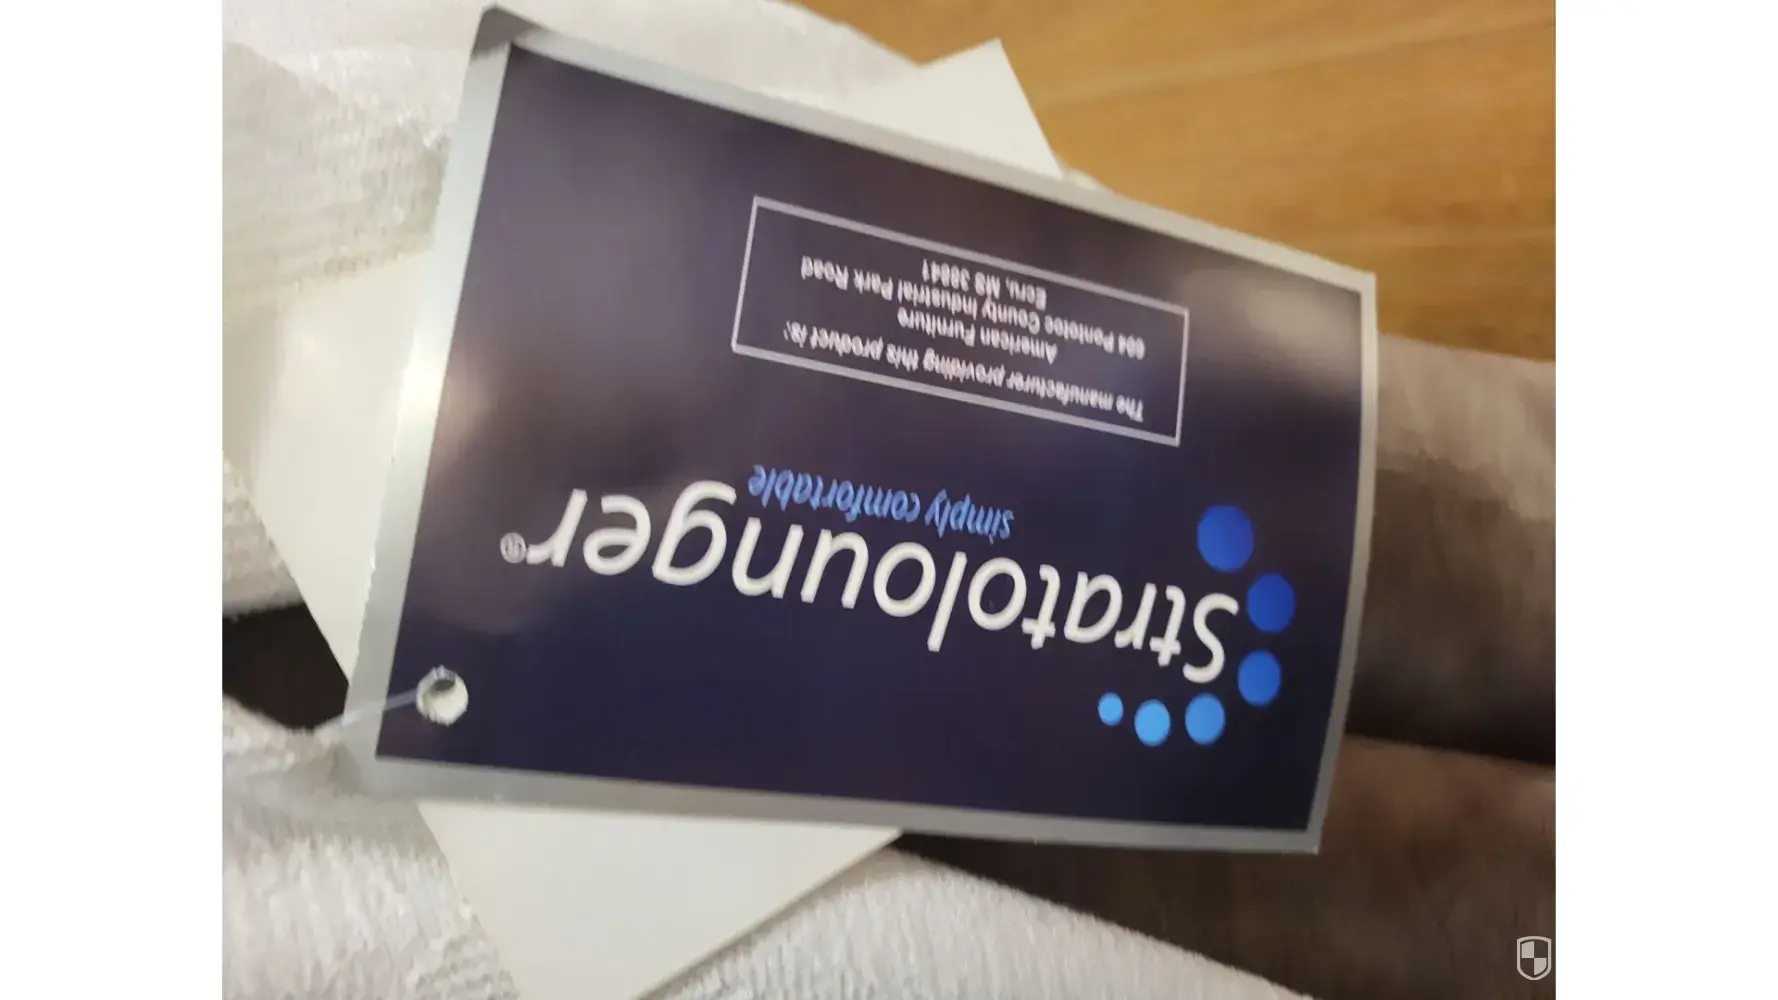 Stratolounger®
simply comfortable
The manufacturer providing this product is:
American Furniture
604 Pontotoc County Industrial Park Road
Ecru, MS 38841